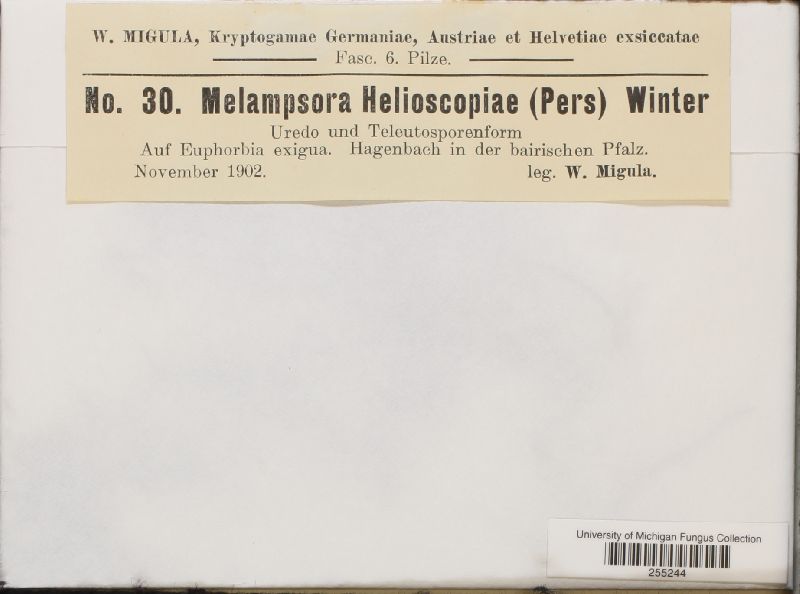 W. MIGULA, Kryptogamae Germaniae, Austriae et Helvetiae exsiccatae
Fasc. 6. Pilze.
No. 30. Melampsora Helioscopiae (Pers) Winter
Uredo und Teleutosporenform
Auf Euphorbia exigua. Hagenbach in der bairischen Pfalz.
November 1902. leg. W. Migula.
University of Michigan Fungus Collection
255244